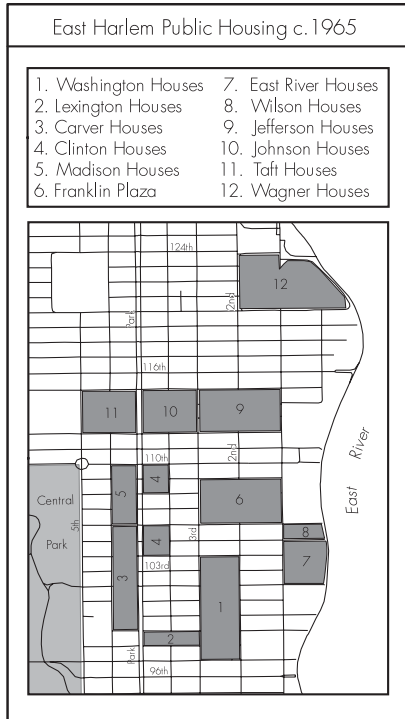 East Harlem Public Housing c.1965
1. Washington Houses
2. Lexington Houses
3. Carver Houses
4. Clinton Houses
5. Madison Houses
6. Franklin Plaza
7. East River Houses
8. Wilson Houses
9. Jefferson Houses
10. Johnson Houses
11. Taft Houses
12. Wagner Houses
124th
12
2nd
Park
116th
11
10
9
110th
2nd
East River
4
5
6
Central
Park
5th
3rd
4
8
103rd
7
3
1
2
Park
96th